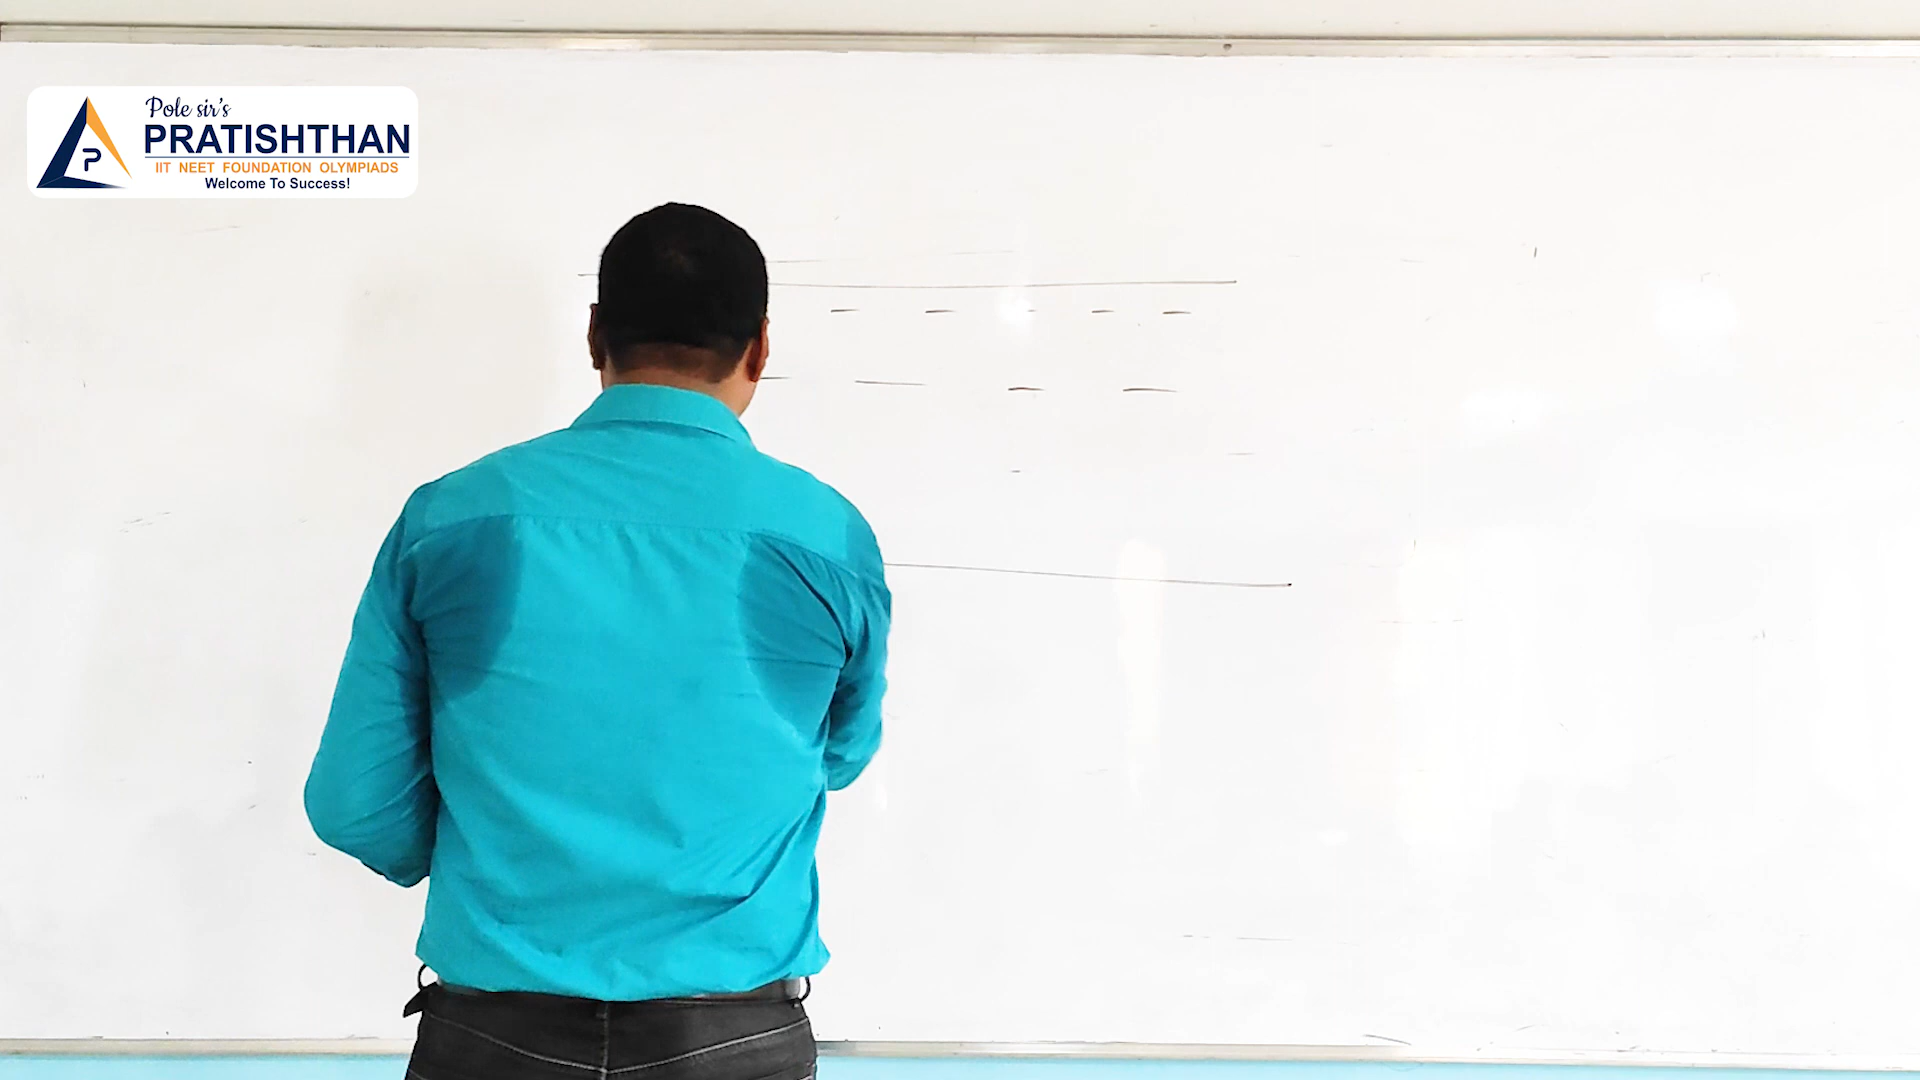 Pole sir's
PRATISHTHAN
IIT NEET FOUNDATION OLYMPIADS
Welcome To Success!
P